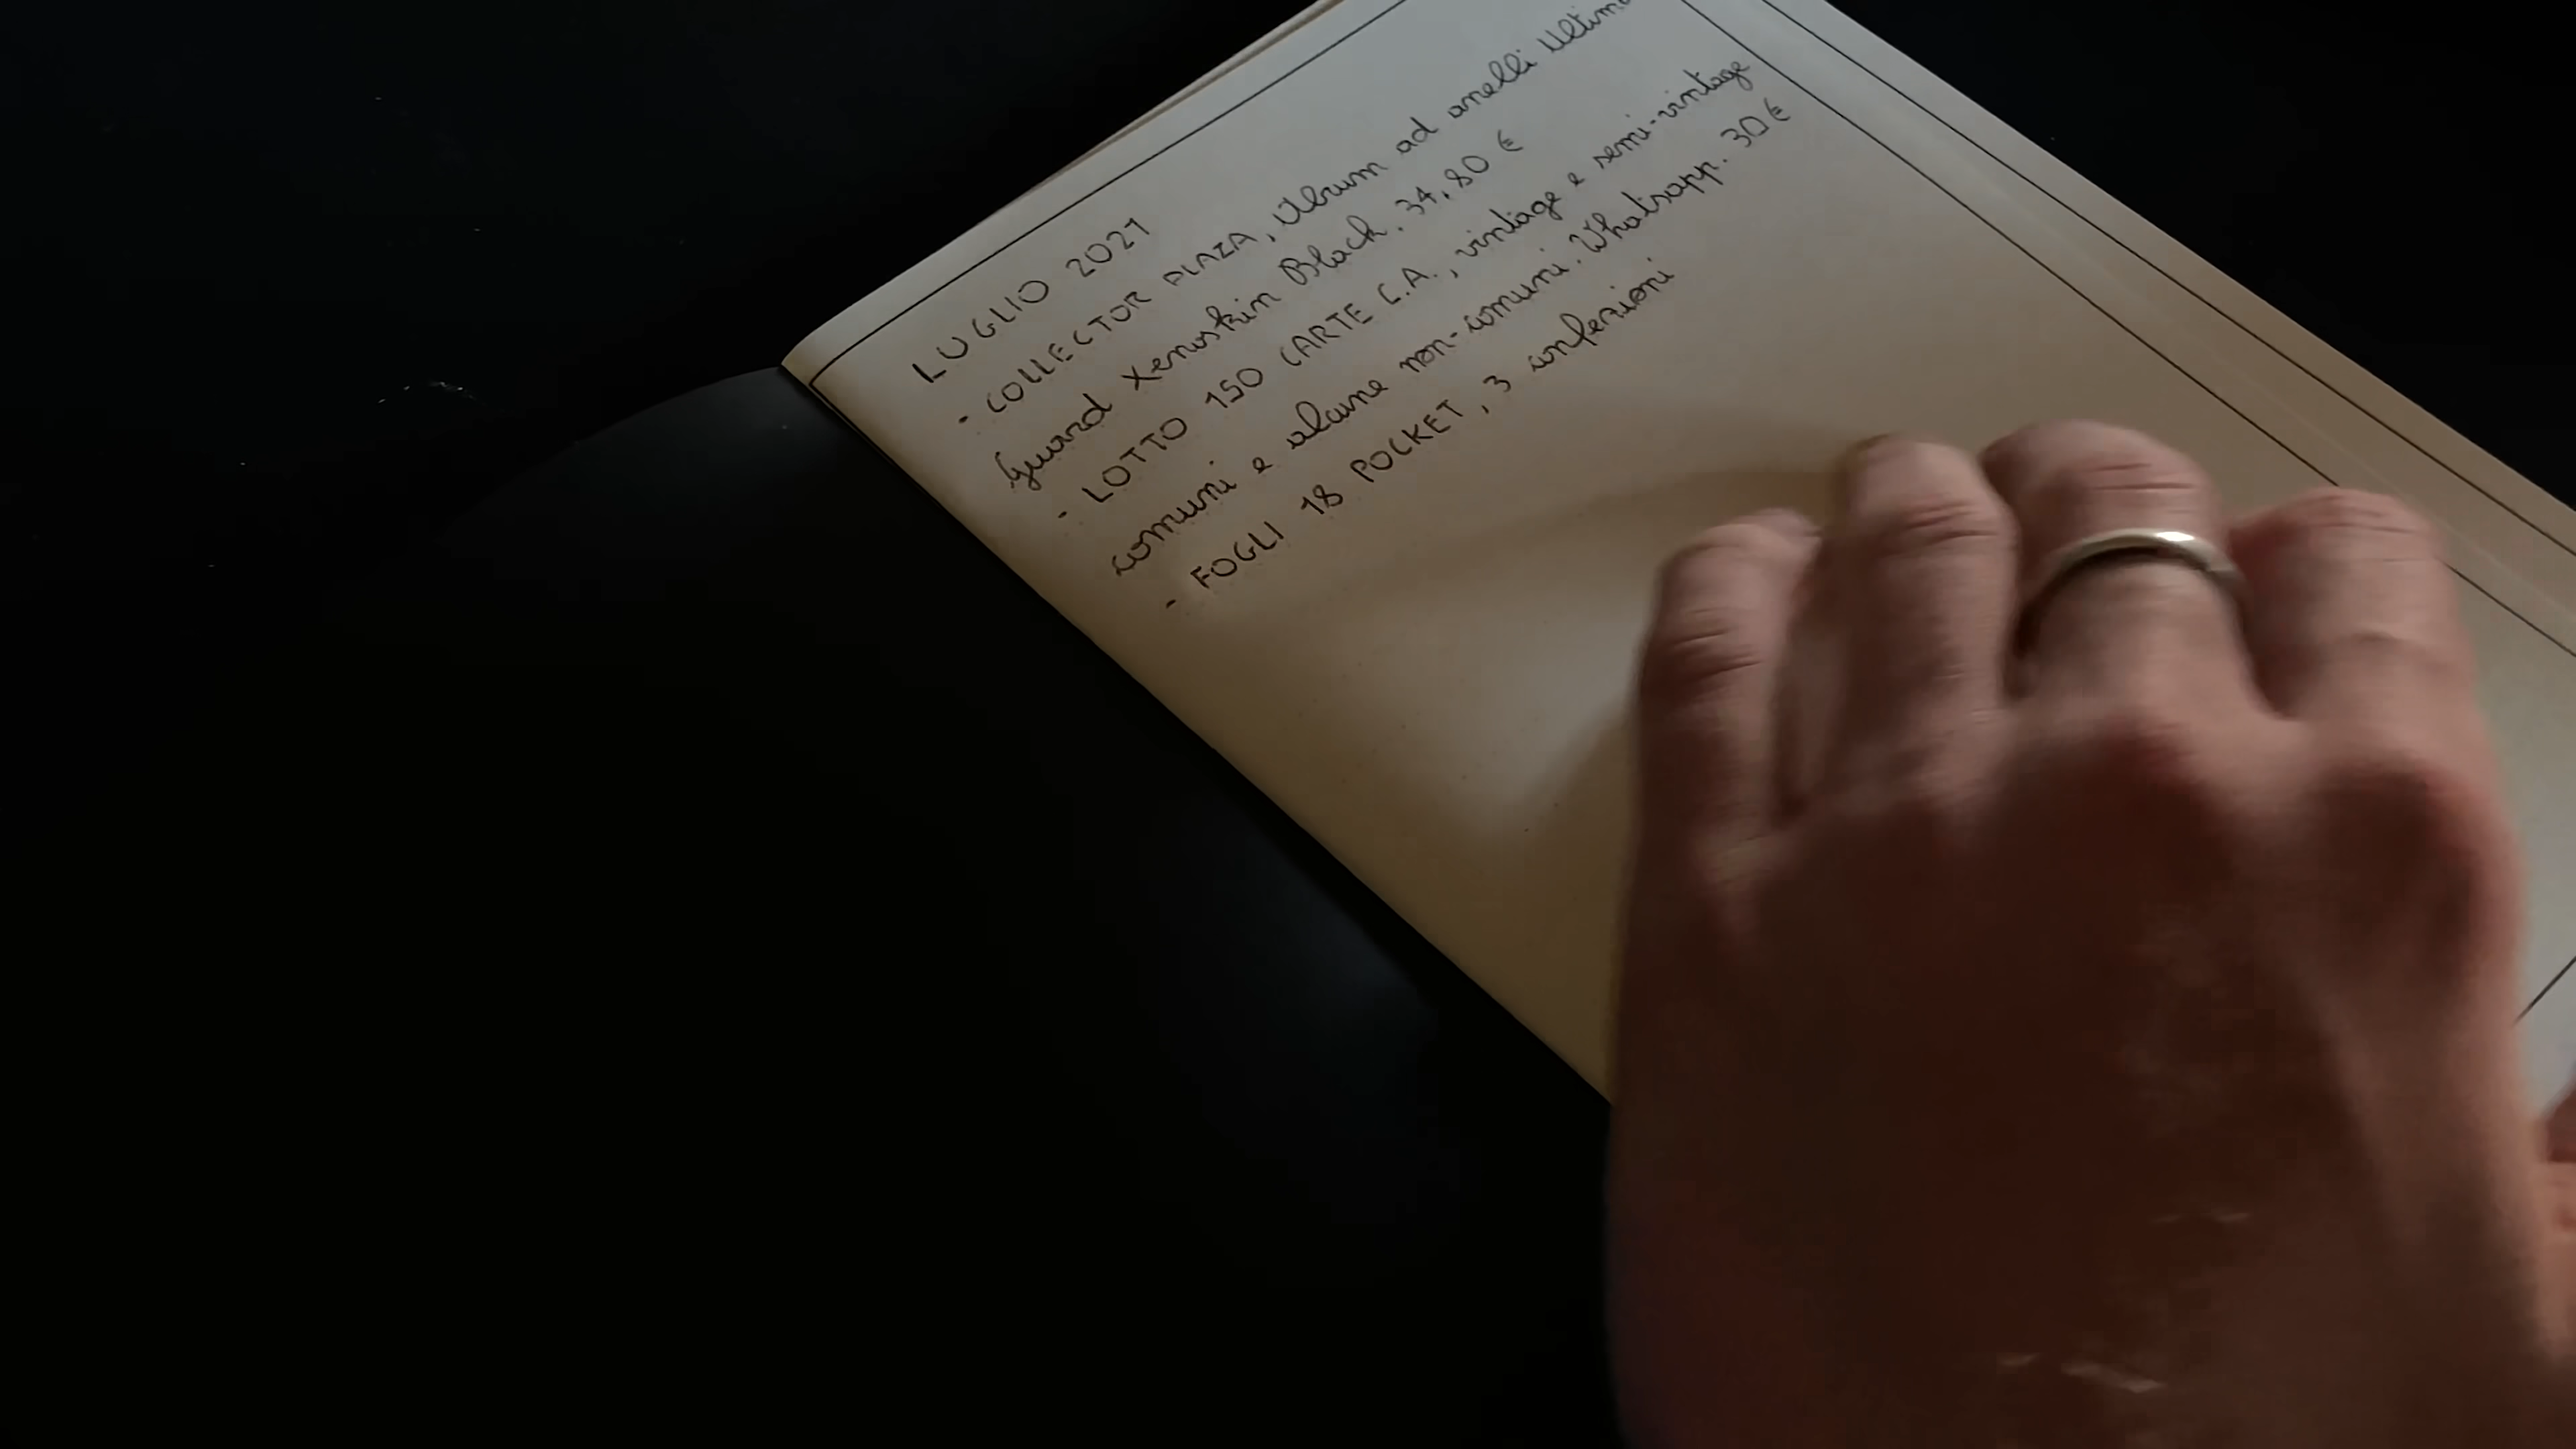 LUGLIO 2021
- COLLECTOR PLAZA, Album ad anelli Ultimate
Guard Xenoskin Black. 34,80 €
- LOTTO 150 CARTE L.A., vintage e semi-vintage
comuni e alcune non-comuni. Whatsapp. 30€
- FOGLI 18 POCKET, 3 confezioni